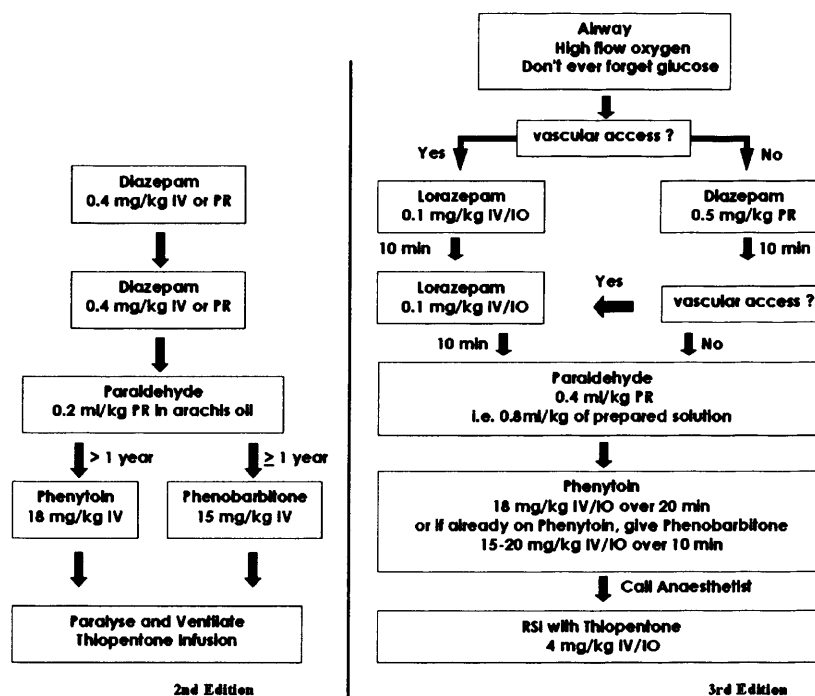 Diazepam
0.4 mg/kg IV or PR
Diazepam
0.4 mg/kg IV or PR
Paraldehyde
0.2 ml/kg PR in arachis oil
> 1 year
≥ 1 year
Phenytoin
18 mg/kg IV
Phenobarbitone
15 mg/kg IV
Paralyse and Ventilate
Thiopentone Infusion
2nd Edition
Airway
High flow oxygen
Don't ever forget glucose
vascular access ?
Yes
No
Lorazepam
0.1 mg/kg IV/IO
Diazepam
0.5 mg/kg PR
10 min
10 min
Lorazepam
0.1 mg/kg IV/IO
Yes
vascular access ?
10 min
No
Paraldehyde
0.4 ml/kg PR
i.e. 0.8ml/kg of prepared solution
Phenytoin
18 mg/kg IV/IO over 20 min
or if already on Phenytoin, give Phenobarbitone
15-20 mg/kg IV/IO over 10 min
Call Anaesthetist
RSI with Thiopentone
4 mg/kg IV/IO
3rd Edition